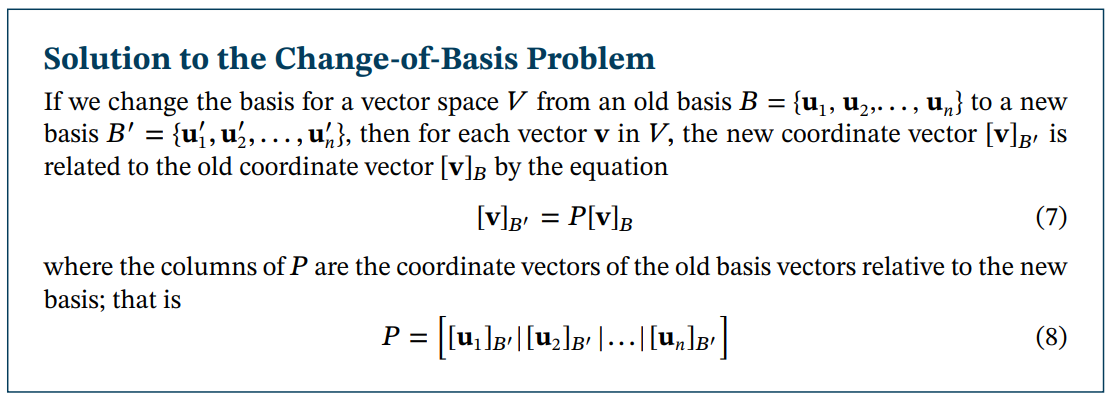 Solution to the Change-of-Basis Problem
If we change the basis for a vector space V from an old basis B = {u₁, u₂,..., uₙ} to a new
basis B′ = {u′₁, u′₂, ..., u′ₙ}, then for each vector v in V, the new coordinate vector [v]B′ is
related to the old coordinate vector [v]B by the equation
[v]B′ = P[v]B (7)
where the columns of P are the coordinate vectors of the old basis vectors relative to the new
basis; that is
P = [[u₁]B′|[u₂]B′|...|[uₙ]B′] (8)